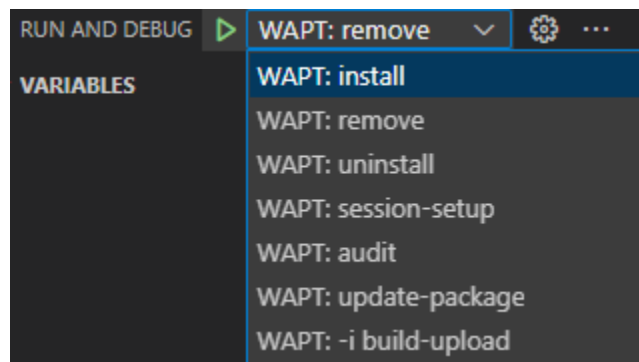 RUN AND DEBUG WAPT: remove ···
VARIABLES
WAPT: install
WAPT: remove
WAPT: uninstall
WAPT: session-setup
WAPT: audit
WAPT: update-package
WAPT: -i build-upload